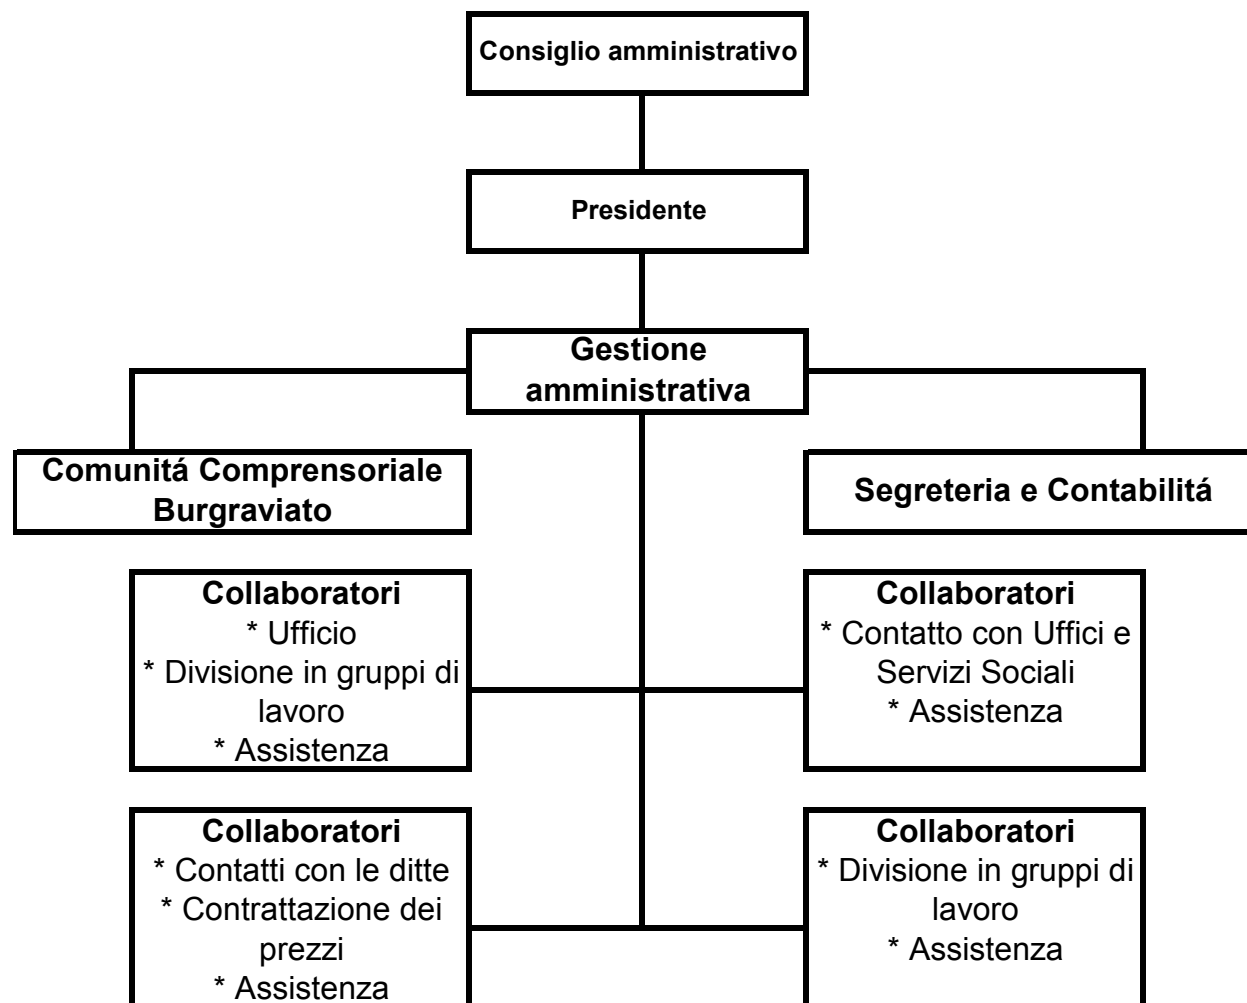 Consiglio amministrativo
Presidente
Gestione
amministrativa
Comunitá Comprensoriale
Burgraviato
Segreteria e Contabilitá
Collaboratori
* Ufficio
* Divisione in gruppi di
lavoro
* Assistenza
Collaboratori
* Contatto con Uffici e
Servizi Sociali
* Assistenza
Collaboratori
* Contatti con le ditte
* Contrattazione dei
prezzi
* Assistenza
Collaboratori
* Divisione in gruppi di
lavoro
* Assistenza